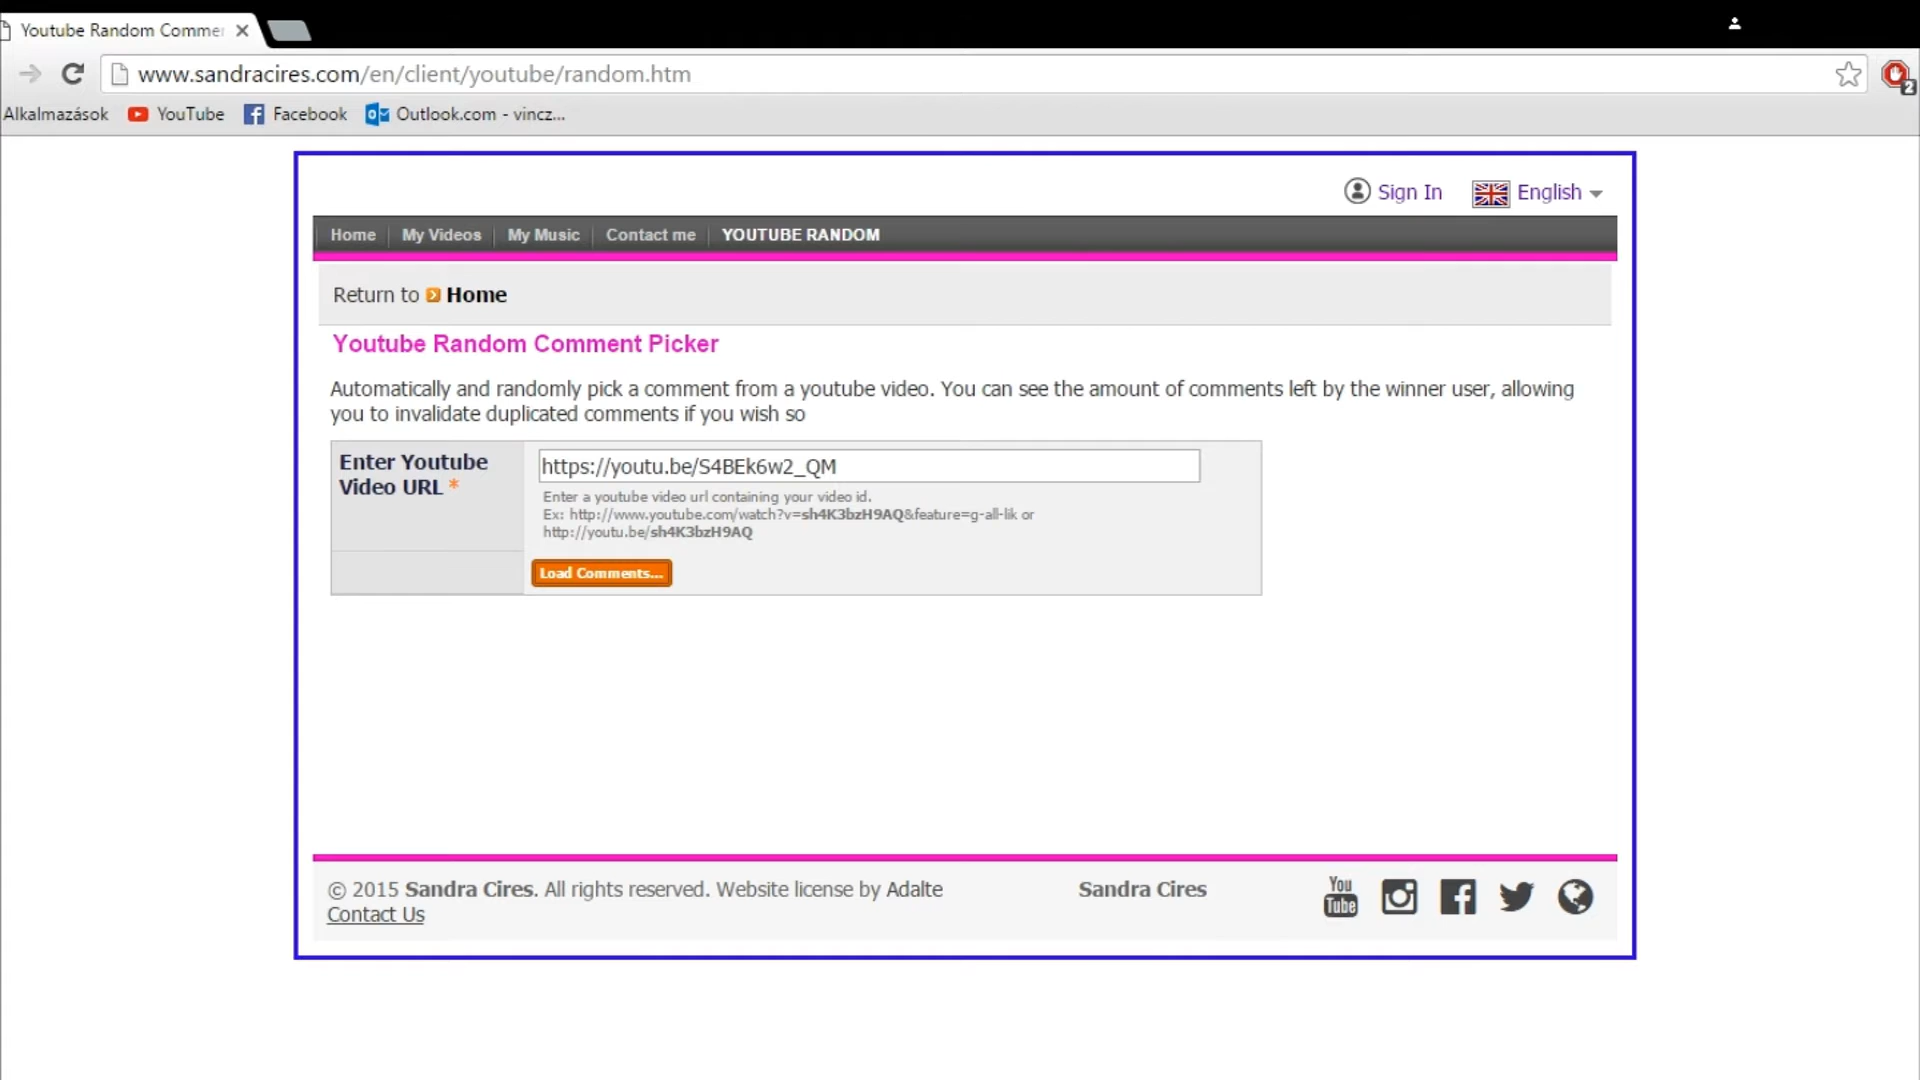 Youtube Random Comme
www.sandracires.com/en/client/youtube/random.htm
2
Alkalmazások YouTube Facebook Outlook.com - vincz...
Sign In English
Home My Videos My Music Contact me YOUTUBE RANDOM
Return to Home
Youtube Random Comment Picker
Automatically and randomly pick a comment from a youtube video. You can see the amount of comments left by the winner user, allowing
you to invalidate duplicated comments if you wish so
Enter Youtube
Video URL *
https://youtu.be/S4BEk6w2_QM
Enter a youtube video url containing your video id.
Ex: http://www.youtube.com/watch?v=sh4K3bzH9AQ&feature=g-all-lik or
http://youtu.be/sh4K3bzH9AQ
Load Comments...
© 2015 Sandra Cires. All rights reserved. Website license by Adalte
Contact Us
Sandra Cires
You
Tube